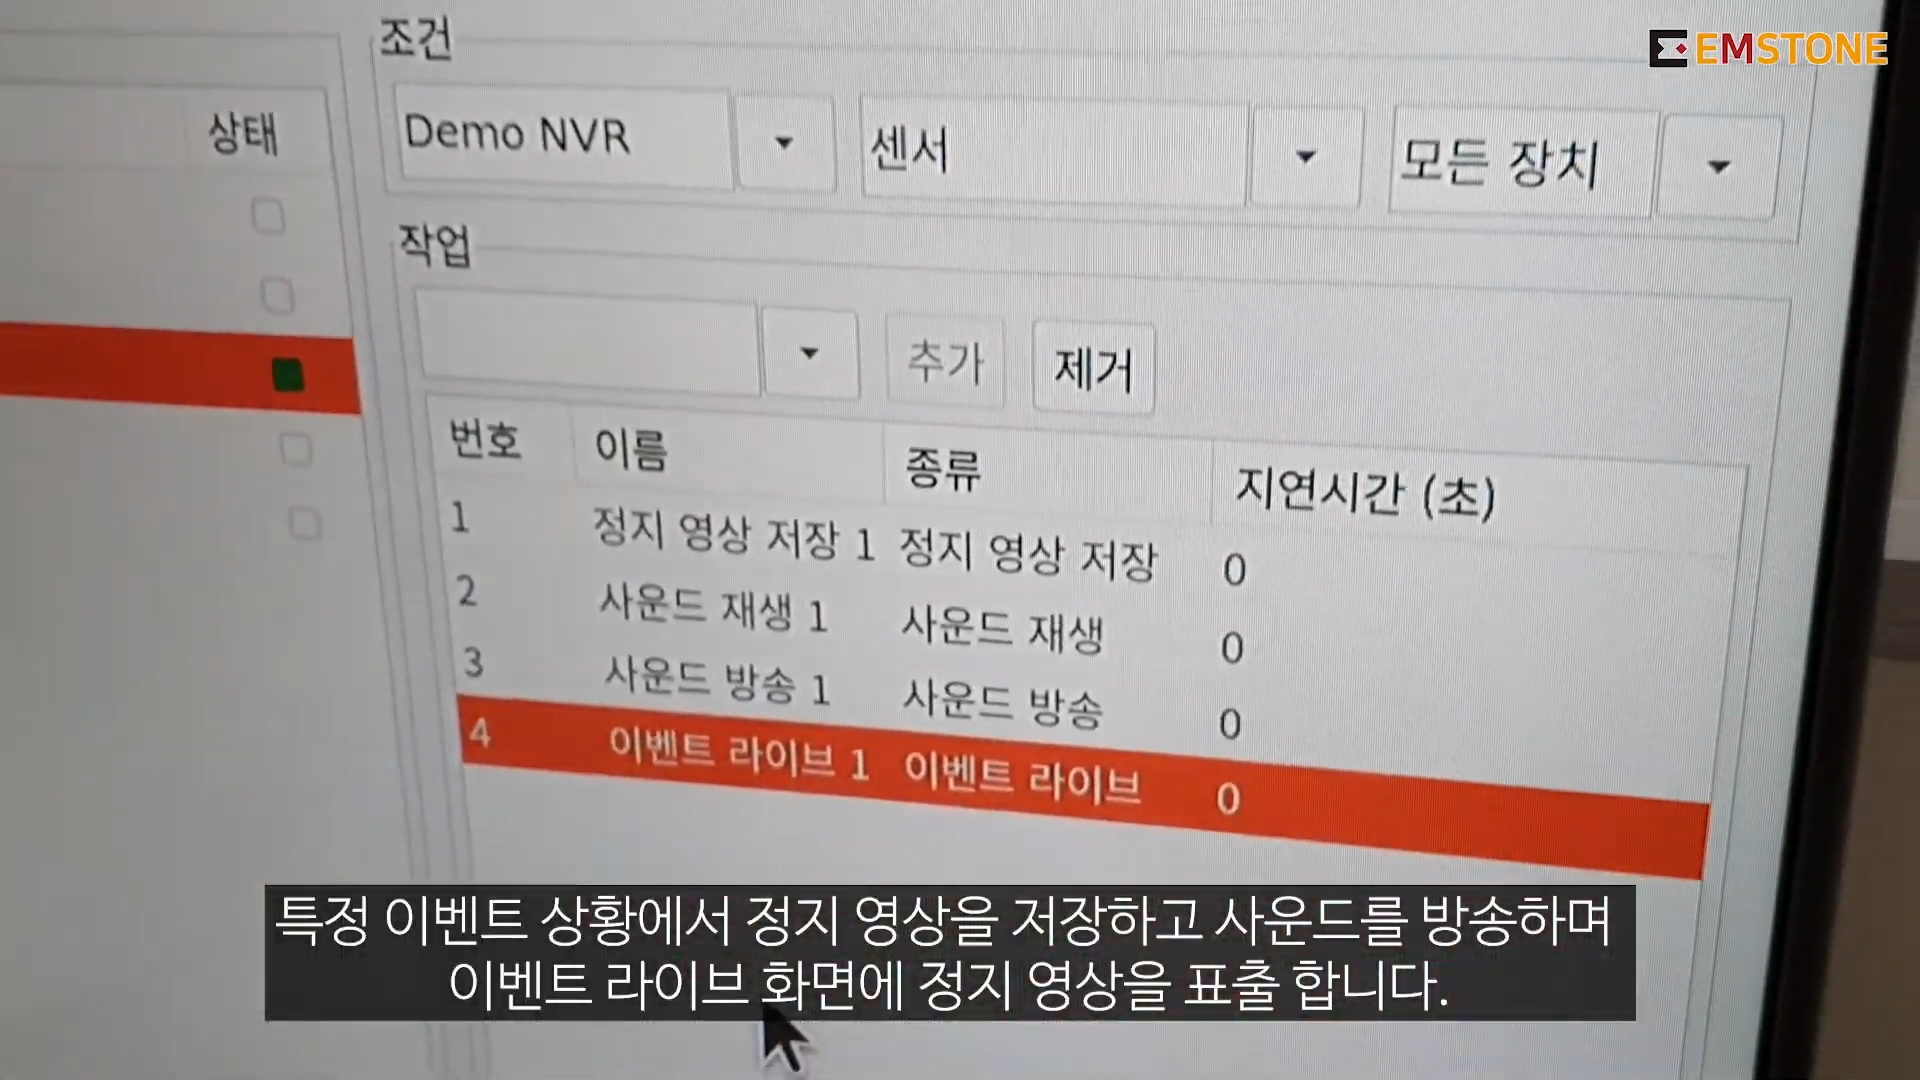 EMSTONE
조건
상태
Demo NVR 센서 모든 장치
작업
추가 제거
번호 이름 종류 지연시간 (초)
1 정지 영상 저장 1 정지 영상 저장 0
2 사운드 재생 1 사운드 재생 0
3 사운드 방송 1 사운드 방송 0
4 이벤트 라이브 1 이벤트 라이브 0
특정 이벤트 상황에서 정지 영상을 저장하고 사운드를 방송하며
이벤트 라이브 화면에 정지 영상을 표출 합니다.